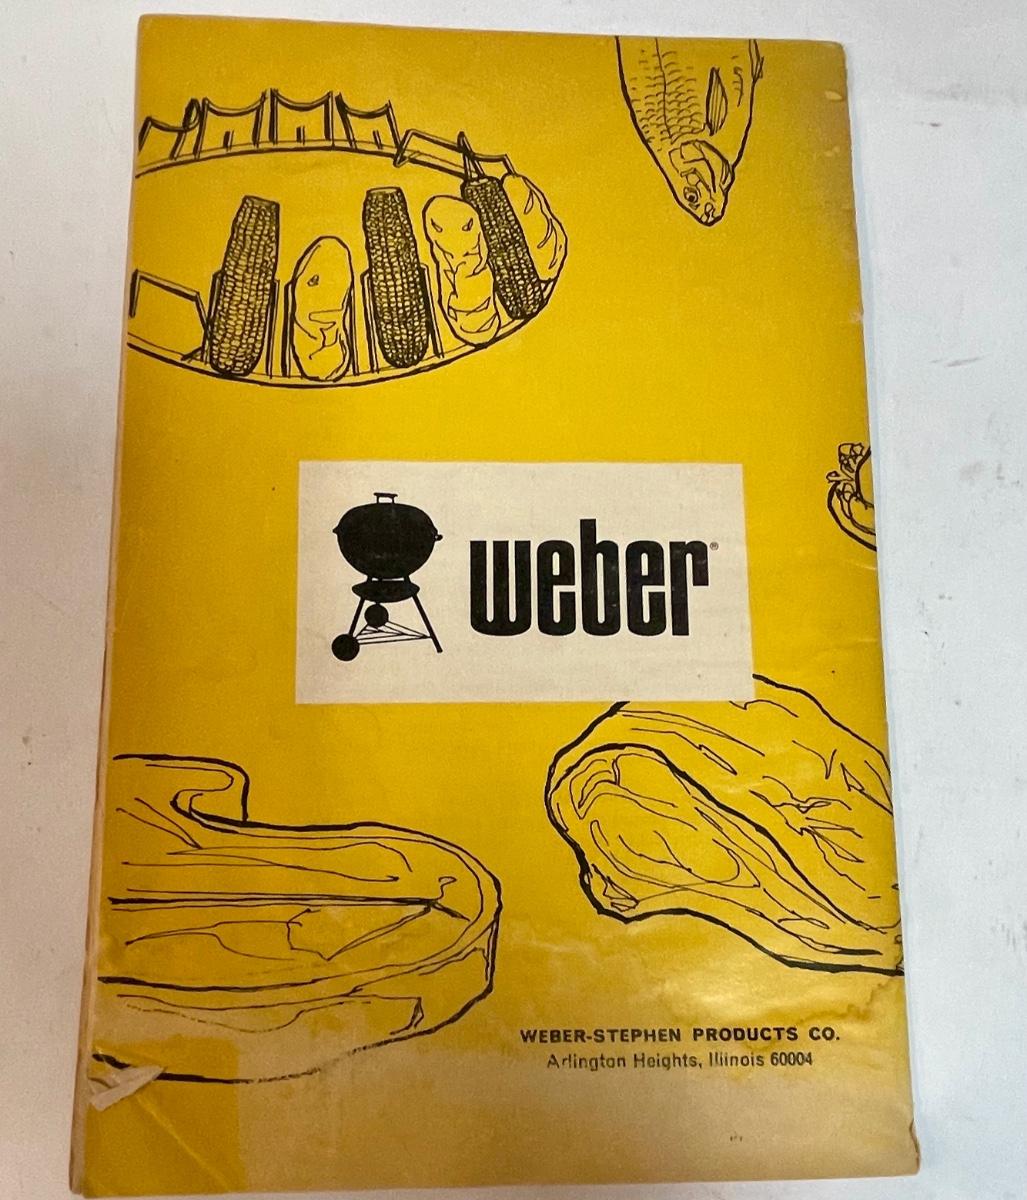 weber®
WEBER-STEPHEN PRODUCTS CO.
Arlington Heights, Illinois 60004